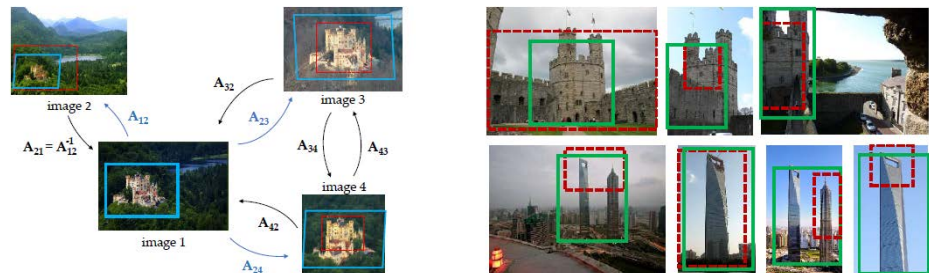 image 2
A₁₂
A₂₁ = A₁₂⁻¹
image 1
A₃₂
A₂₃
image 3
A₃₄
A₄₃
image 4
A₄₂
A₂₄